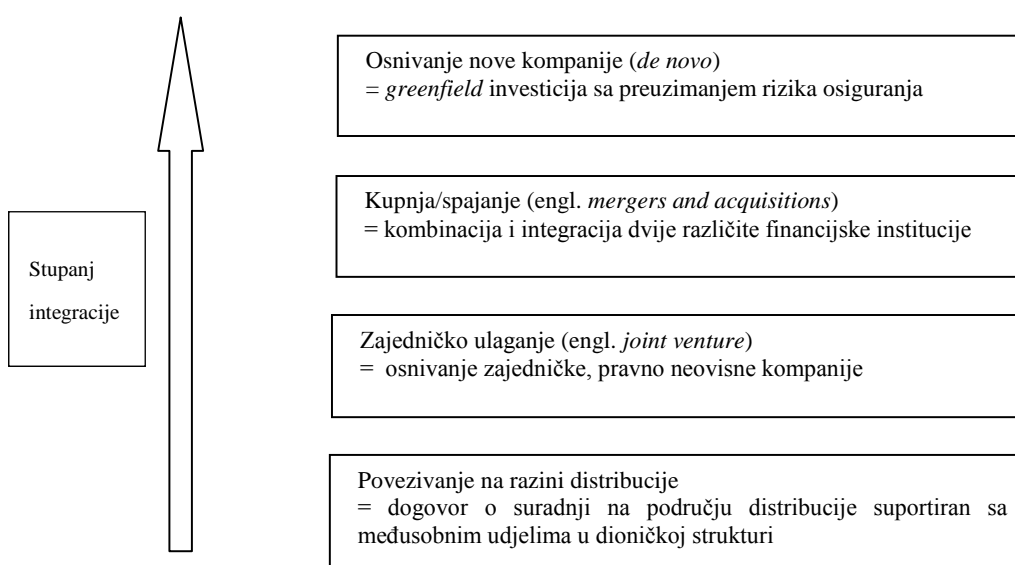 Osnivanje nove kompanije (de novo)
= greenfield investicija sa preuzimanjem rizika osiguranja
Kupnja/spajanje (engl. mergers and acquisitions)
= kombinacija i integracija dvije različite financijske institucije
Stupanj
integracije
Zajedničko ulaganje (engl. joint venture)
= osnivanje zajedničke, pravno neovisne kompanije
Povezivanje na razini distribucije
= dogovor o suradnji na području distribucije suportiran sa
međusobnim udjelima u dioničkoj strukturi